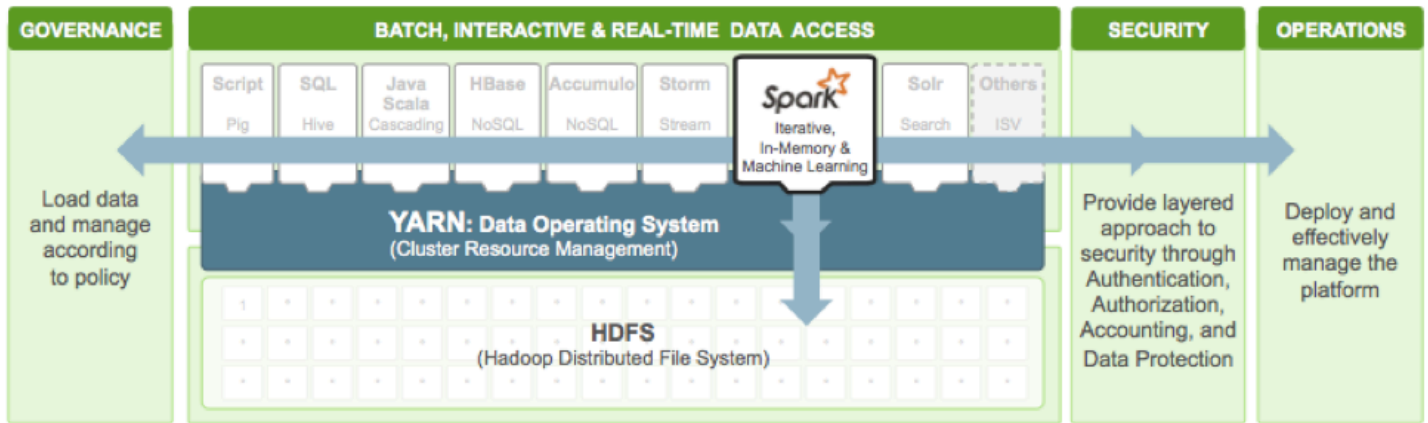 GOVERNANCE
BATCH, INTERACTIVE & REAL-TIME DATA ACCESS
SECURITY
OPERATIONS
Script
Pig
SQL
Hive
Java
Scala
Cascading
HBase
NoSQL
Accumulo
NoSQL
Storm
Stream
Spark
Iterative,
In-Memory &
Machine Learning
Solr
Search
Others
ISV
Load data
and manage
according
to policy
YARN: Data Operating System
(Cluster Resource Management)
1
HDFS
(Hadoop Distributed File System)
Provide layered
approach to
security through
Authentication,
Authorization,
Accounting, and
Data Protection
Deploy and
effectively
manage the
platform